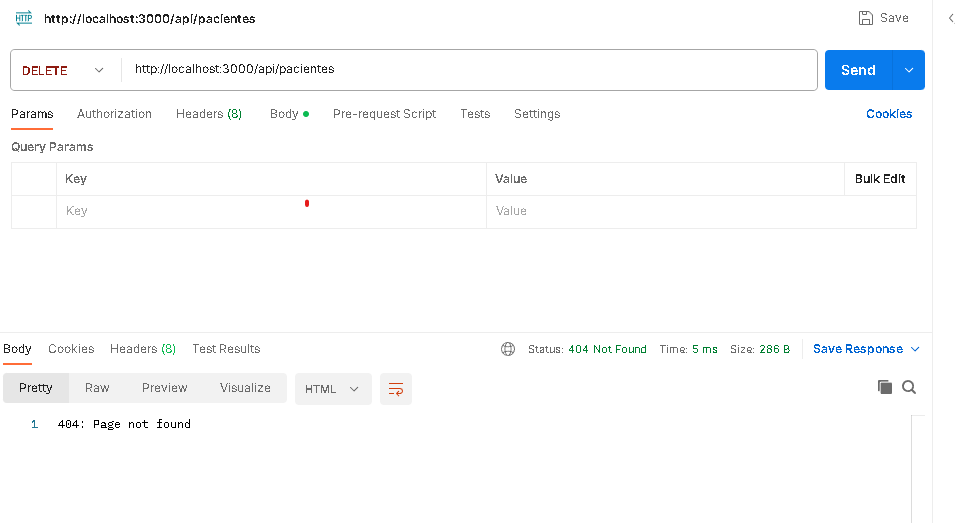 HTTP http://localhost:3000/api/pacientes Save
DELETE http://localhost:3000/api/pacientes Send
Params Authorization Headers (8) Body Pre-request Script Tests Settings Cookies
Query Params
Key Value Bulk Edit
Key Value
Body Cookies Headers (8) Test Results Status: 404 Not Found Time: 5 ms Size: 286 B Save Response
Pretty Raw Preview Visualize HTML
1 404: Page not found